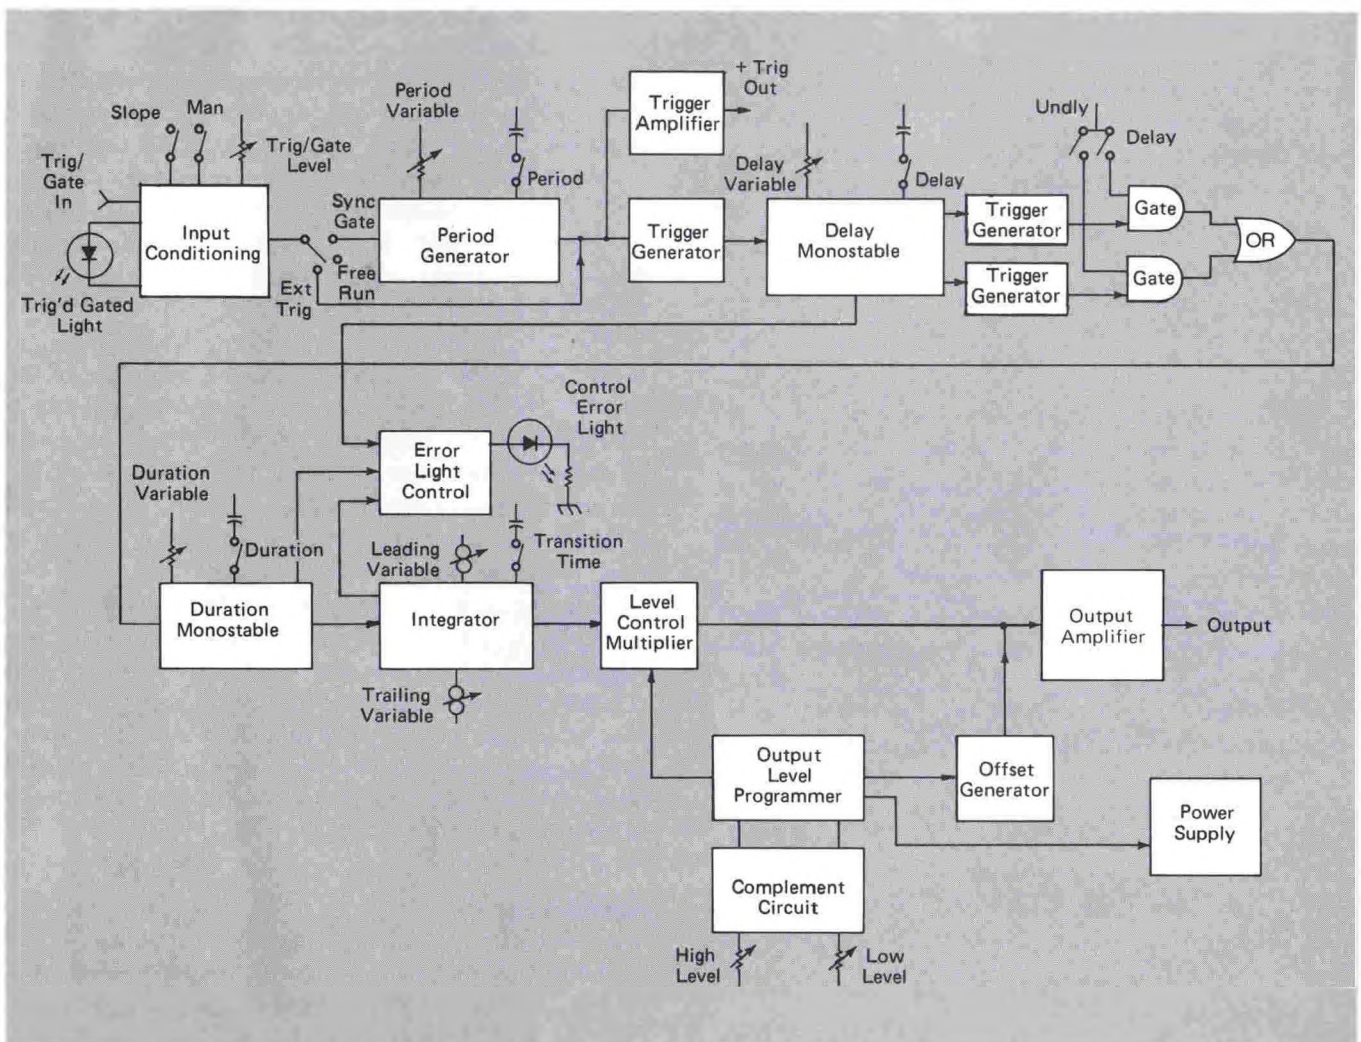 Slope
Man
Trig/Gate
Level
Trig/
Gate
In
Input
Conditioning
Trig'd Gated
Light
Sync
Gate
Free
Run
Ext
Trig
Period
Variable
Period
Period
Generator
Trigger
Amplifier
+ Trig
Out
Trigger
Generator
Delay
Variable
Delay
Delay
Monostable
Trigger
Generator
Trigger
Generator
Undly
Delay
Gate
Gate
OR
Control
Error
Light
Error
Light
Control
Duration
Variable
Duration
Duration
Monostable
Leading
Variable
Transition
Time
Integrator
Trailing
Variable
Level
Control
Multiplier
Output
Amplifier
Output
Output
Level
Programmer
Offset
Generator
Power
Supply
Complement
Circuit
High
Level
Low
Level